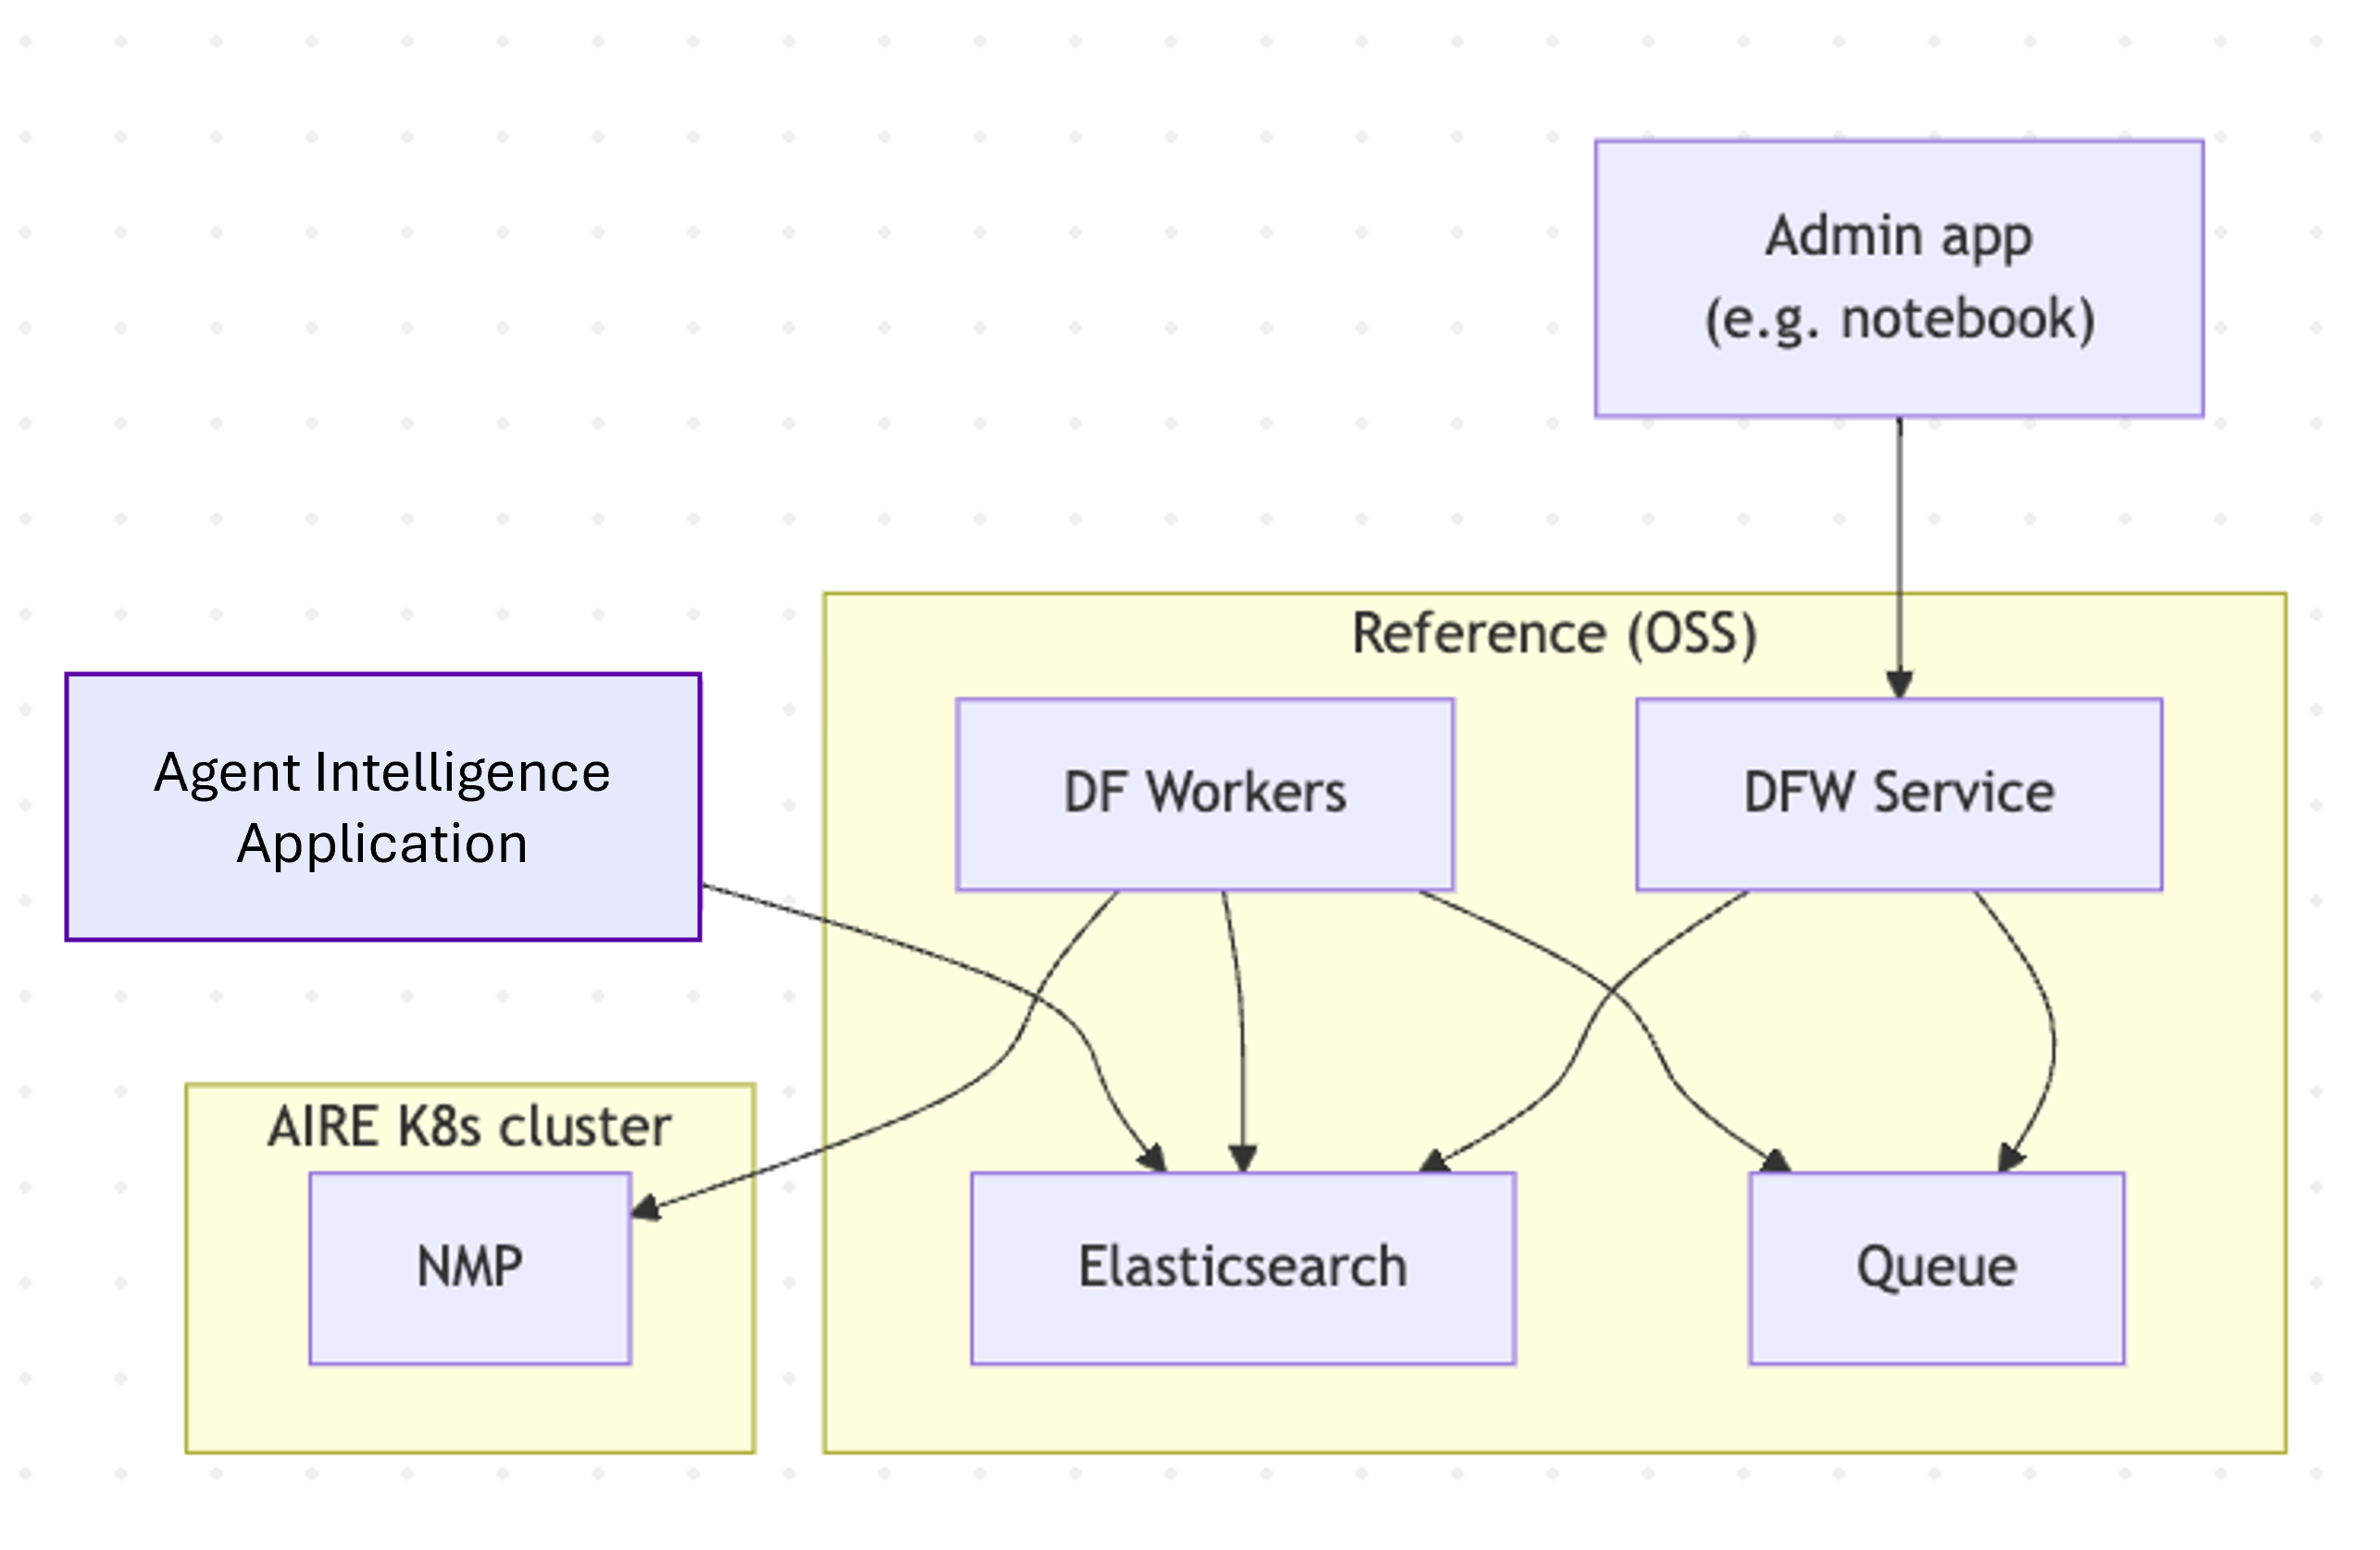 Admin app
(e.g. notebook)
Reference (OSS)
Agent Intelligence
Application
DF Workers
DFW Service
AIRE K8s cluster
NMP
Elasticsearch
Queue